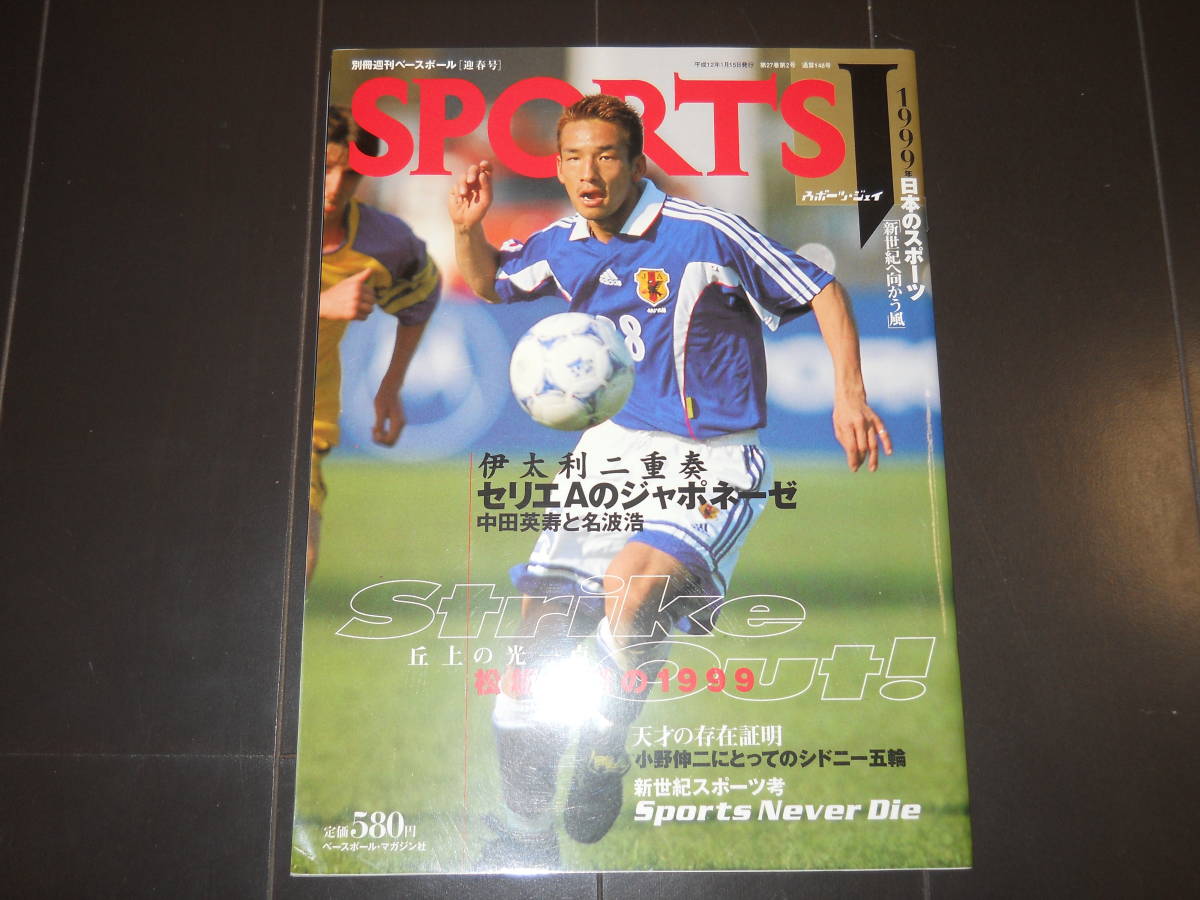 別冊週刊ベースボール[迎春号]
平成12年1月15日発行 第27巻第2号 通算148号
SPORTS J
スポーツ・ジェイ
1999年日本のスポーツ
「新世紀へ向かう風」
adidas
JFA
8
伊太利二重奏
セリエAのジャポネーゼ
中田英寿と名波浩
Strike
Out!
丘上の光一点
の1999
天才の存在証明
小野伸二にとってのシドニー五輪
新世紀スポーツ考
Sports Never Die
定価580円
ベースボール・マガジン社